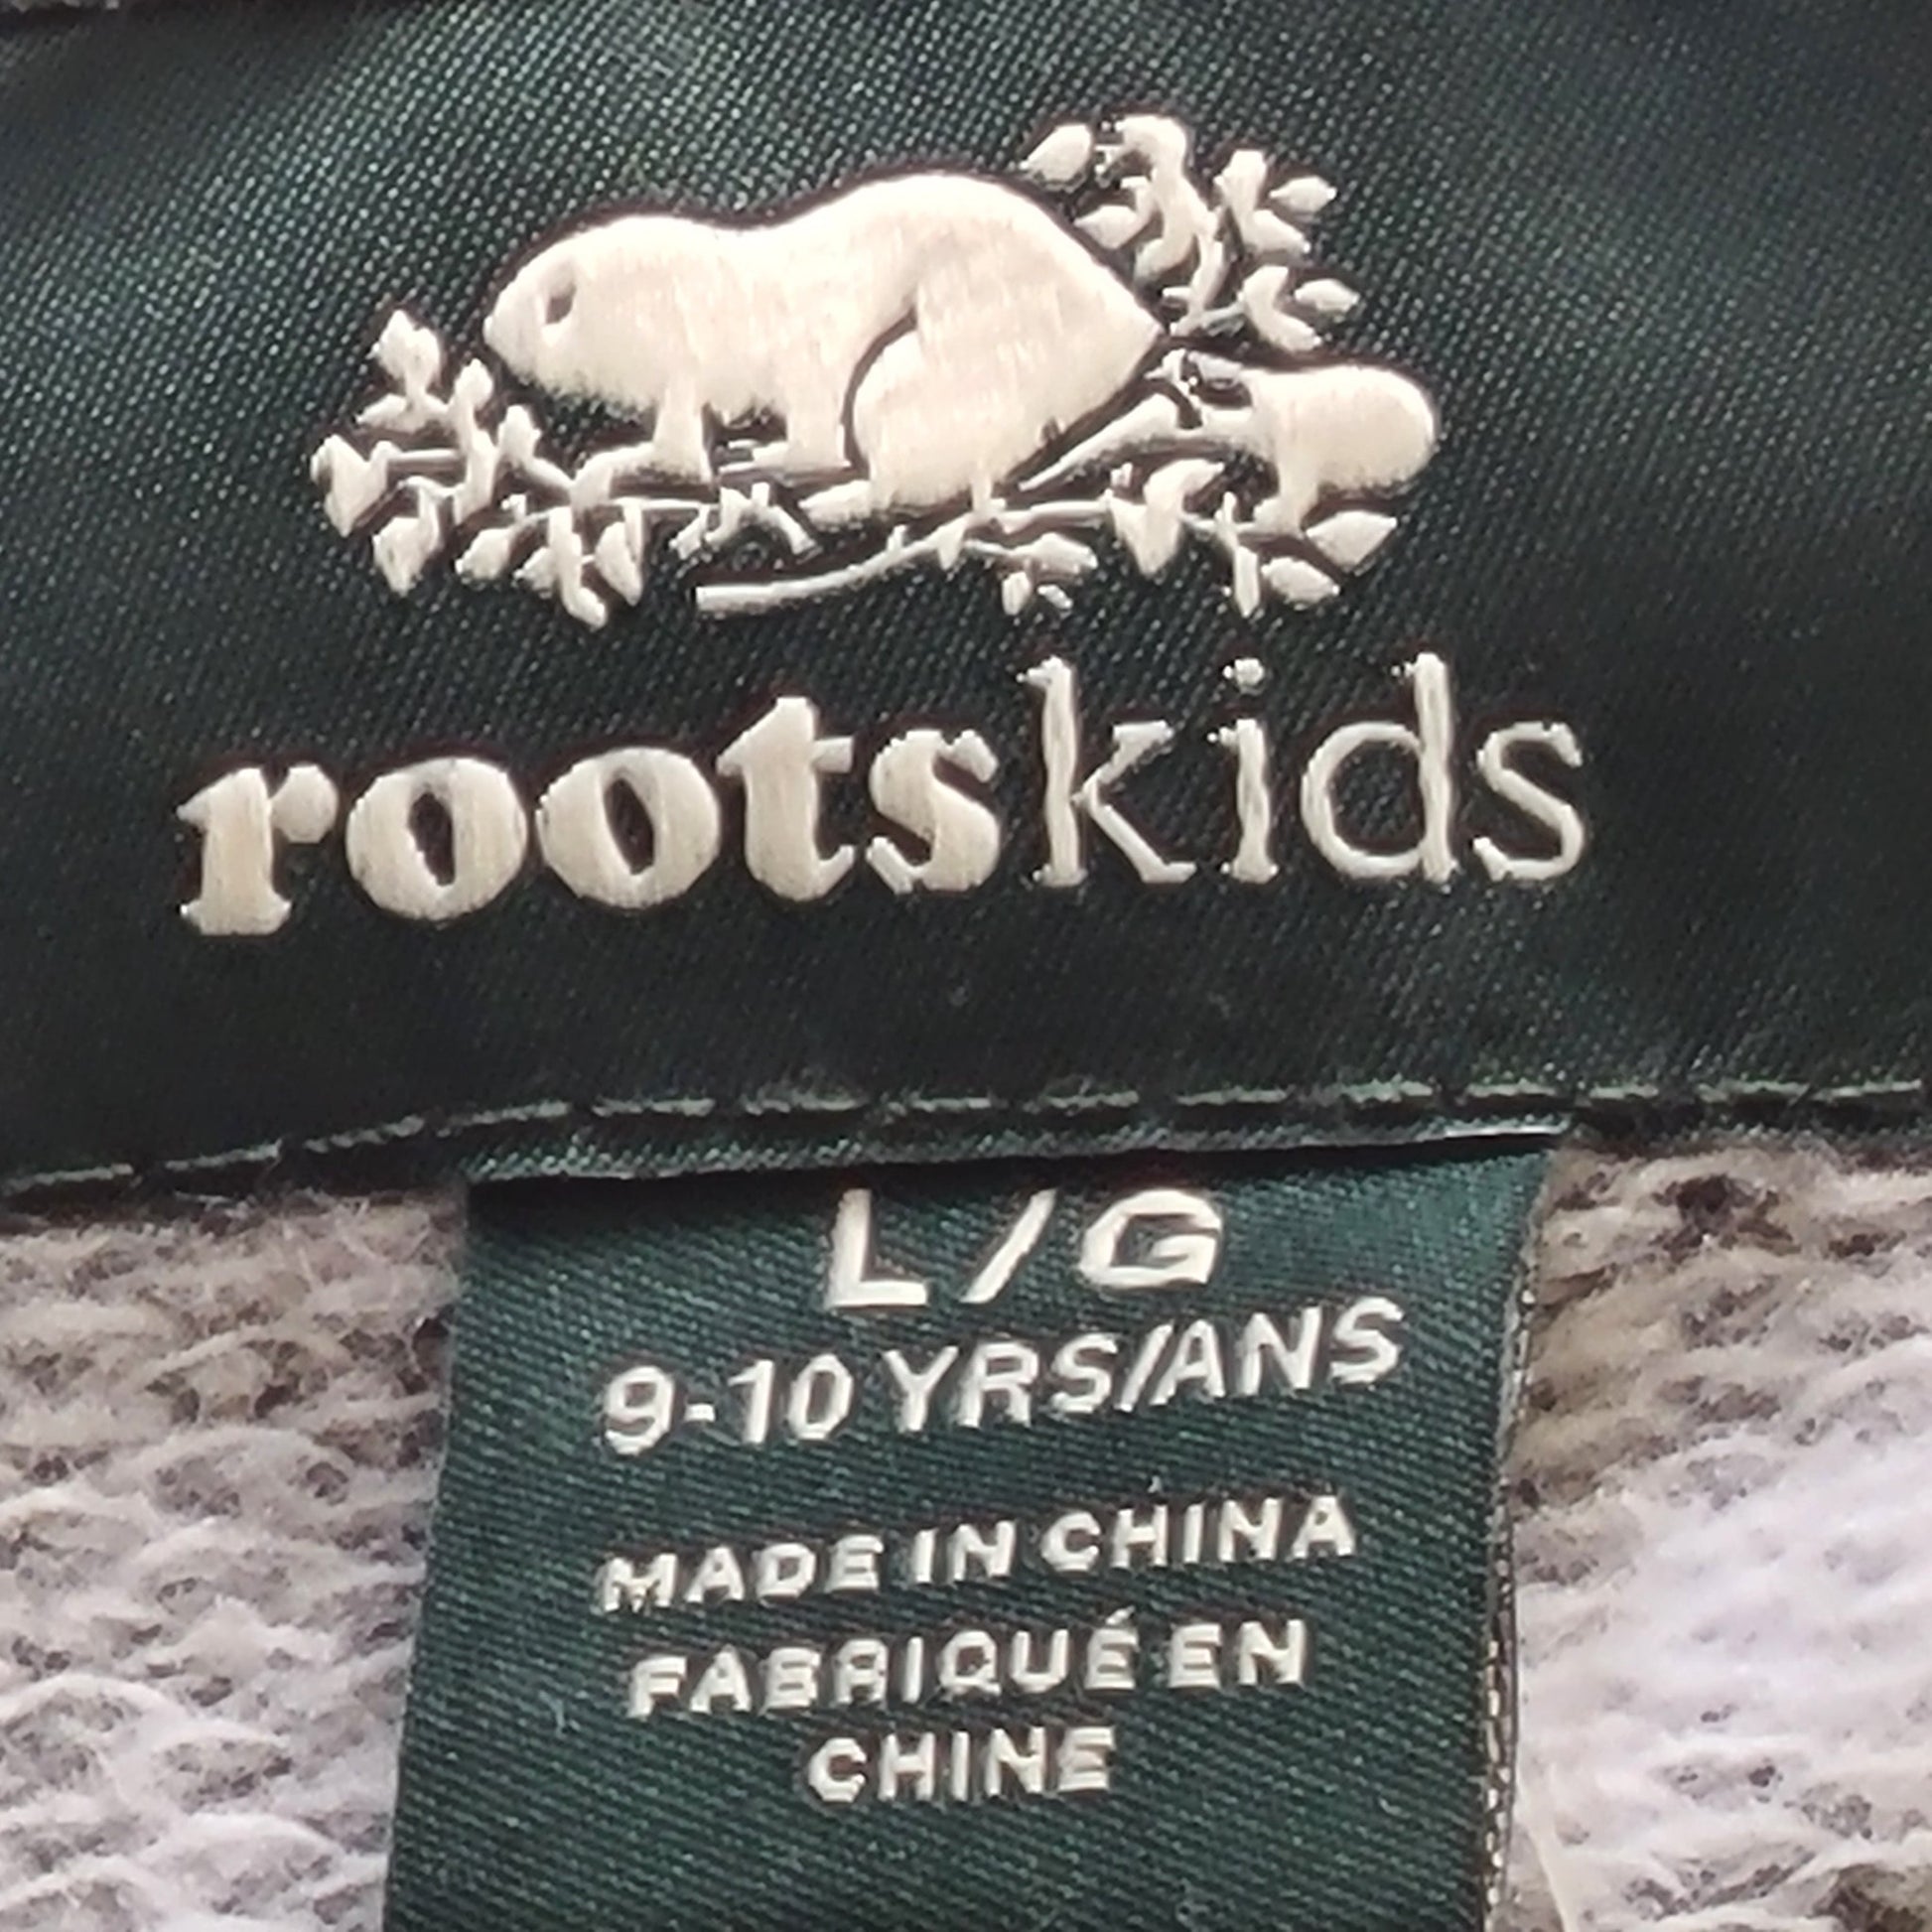 rootskids
L/G
9-10 YRS/ANS
MADE IN CHINA
FABRIQUÉ EN
CHINE